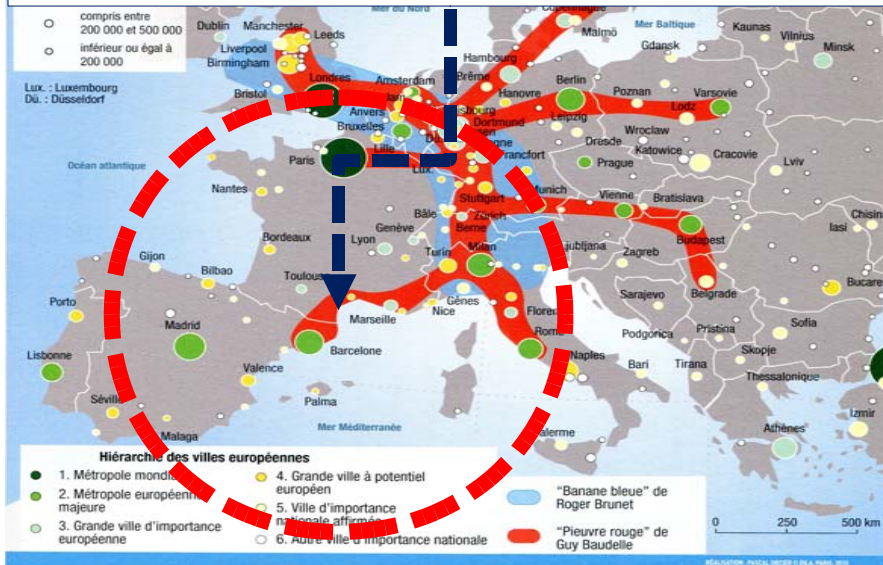 compris entre
200 000 et 500 000
inférieur ou égal à
200 000
Lux. : Luxembourg
Dü. : Düsseldorf
Mer du Nord
Mer Baltique
Océan atlantique
Mer Méditerranée
Dublin
Manchester
Leeds
Liverpool
Birmingham
Bristol
Londres
Copenhague
Malmö
Kaunas
Vilnius
Minsk
Gdansk
Hambourg
Brême
Amsterdam
Hanovre
Berlin
Poznan
Varsovie
Lodz
Anvers
Bruxelles
Dortmund
Leipzig
Wroclaw
Dresde
Katowice
Cracovie
Prague
Lviv
Lille
Paris
Lux.
Stuttgart
Vienne
Bratislava
Budapest
Nantes
Bâle
Zürich
Berne
Genève
Lyon
Milan
Turin
Bordeaux
Zagreb
Iasi
Belgrade
Gijon
Bilbao
Toulouse
Marseille
Nice
Gênes
Sarajevo
Podgorica
Pristina
Sofia
Skopje
Tirana
Thessalonique
Porto
Madrid
Barcelone
Lisbonne
Valence
Palma
Séville
Malaga
Naples
Bari
Athènes
Izmir
Hiérarchie des villes européennes
1. Métropole mondi
2. Métropole européenne
majeure
3. Grande ville d'importance
européenne
4. Grande ville à potentiel
européen
5. Ville d'importance
nationale affirmée
6. Autre ville d'importance nationale
"Banane bleue" de
Roger Brunet
"Pieuvre rouge" de
Guy Baudelle
0 250 500 km